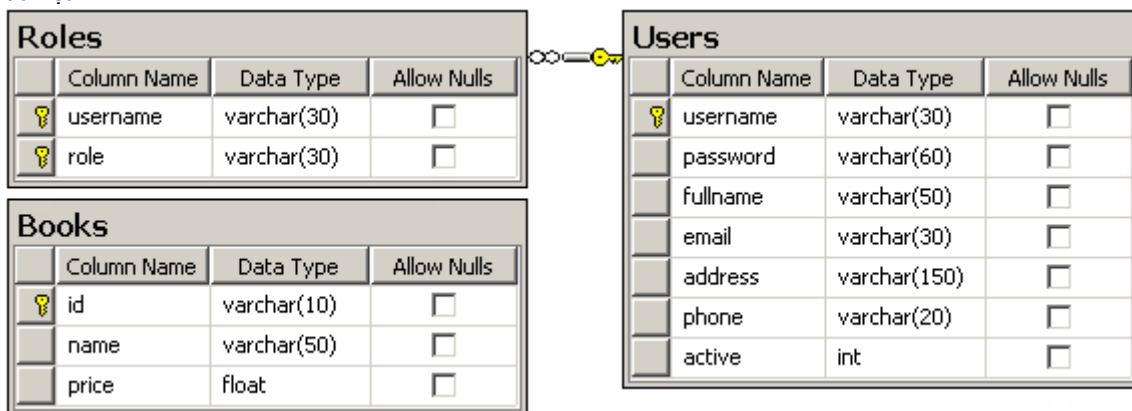 Roles
Column Name Data Type Allow Nulls
username varchar(30)
role varchar(30)
Books
Column Name Data Type Allow Nulls
id varchar(10)
name varchar(50)
price float
Users
Column Name Data Type Allow Nulls
username varchar(30)
password varchar(60)
fullname varchar(50)
email varchar(30)
address varchar(150)
phone varchar(20)
active int